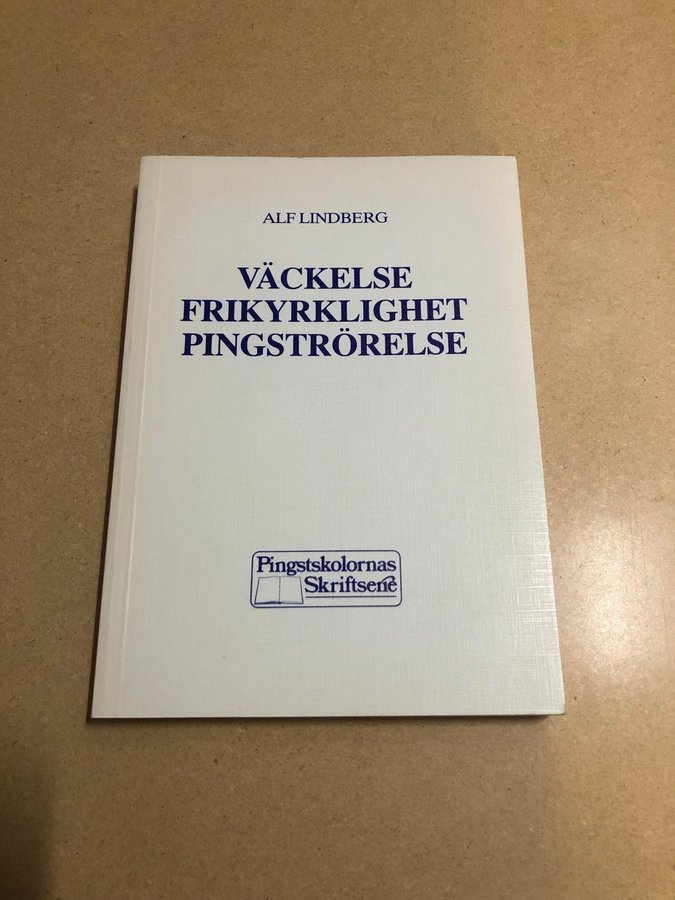 ALF LINDBERG
VÄCKELSE
FRIKYRKLIGHET
PINGSTRÖRELSE
Pingstskolornas
Skriftserie